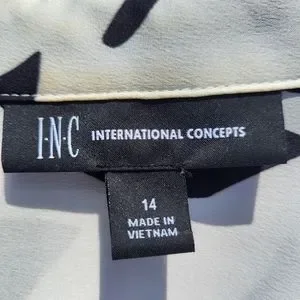 I·N·C INTERNATIONAL CONCEPTS
14
MADE IN
VIETNAM